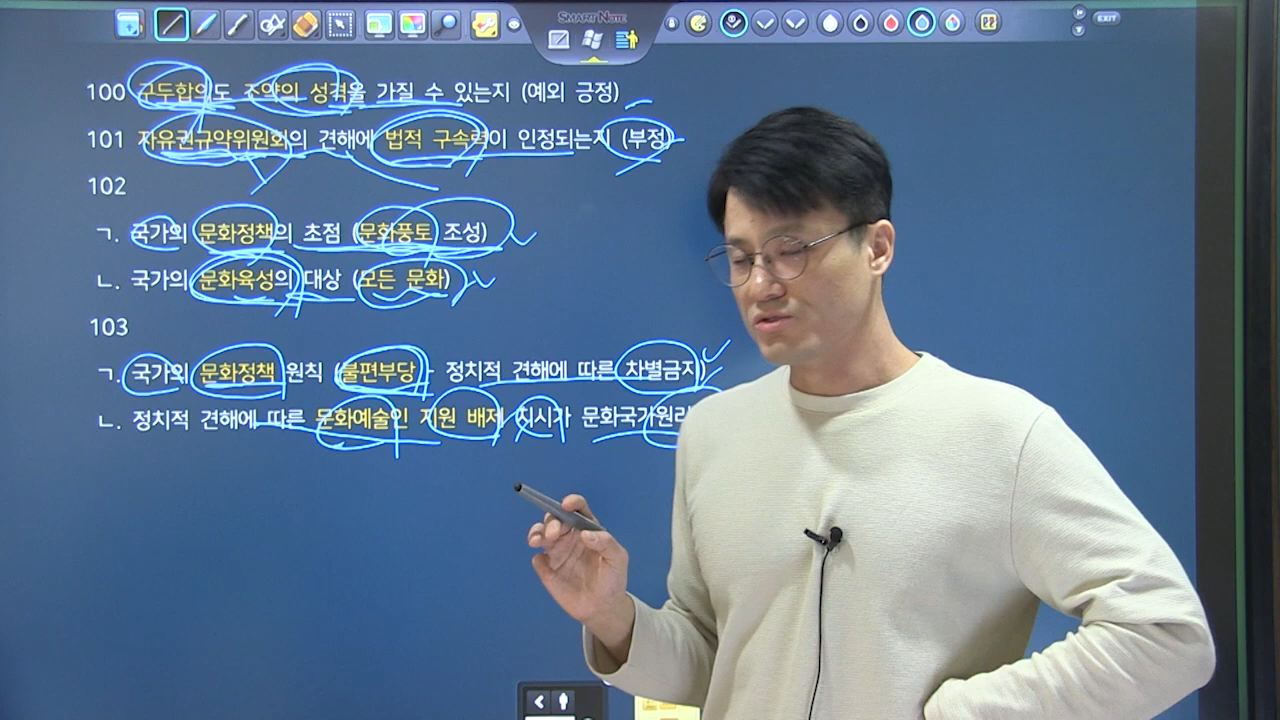 SMART NOTE
EXIT
100 구두합의도 조약의 성격을 가질 수 있는지 (예외 긍정)
101 자유권규약위원회의 견해에 법적 구속력이 인정되는지 (부정)
102
ㄱ. 국가의 문화정책의 초점 (문화풍토 조성)
ㄴ. 국가의 문화육성의 대상 (모든 문화)
103
ㄱ. 국가의 문화정책 원칙 (불편부당 - 정치적 견해에 따른 차별금지)
ㄴ. 정치적 견해에 따른 문화예술인 지원 배제 지시가 문화국가원리